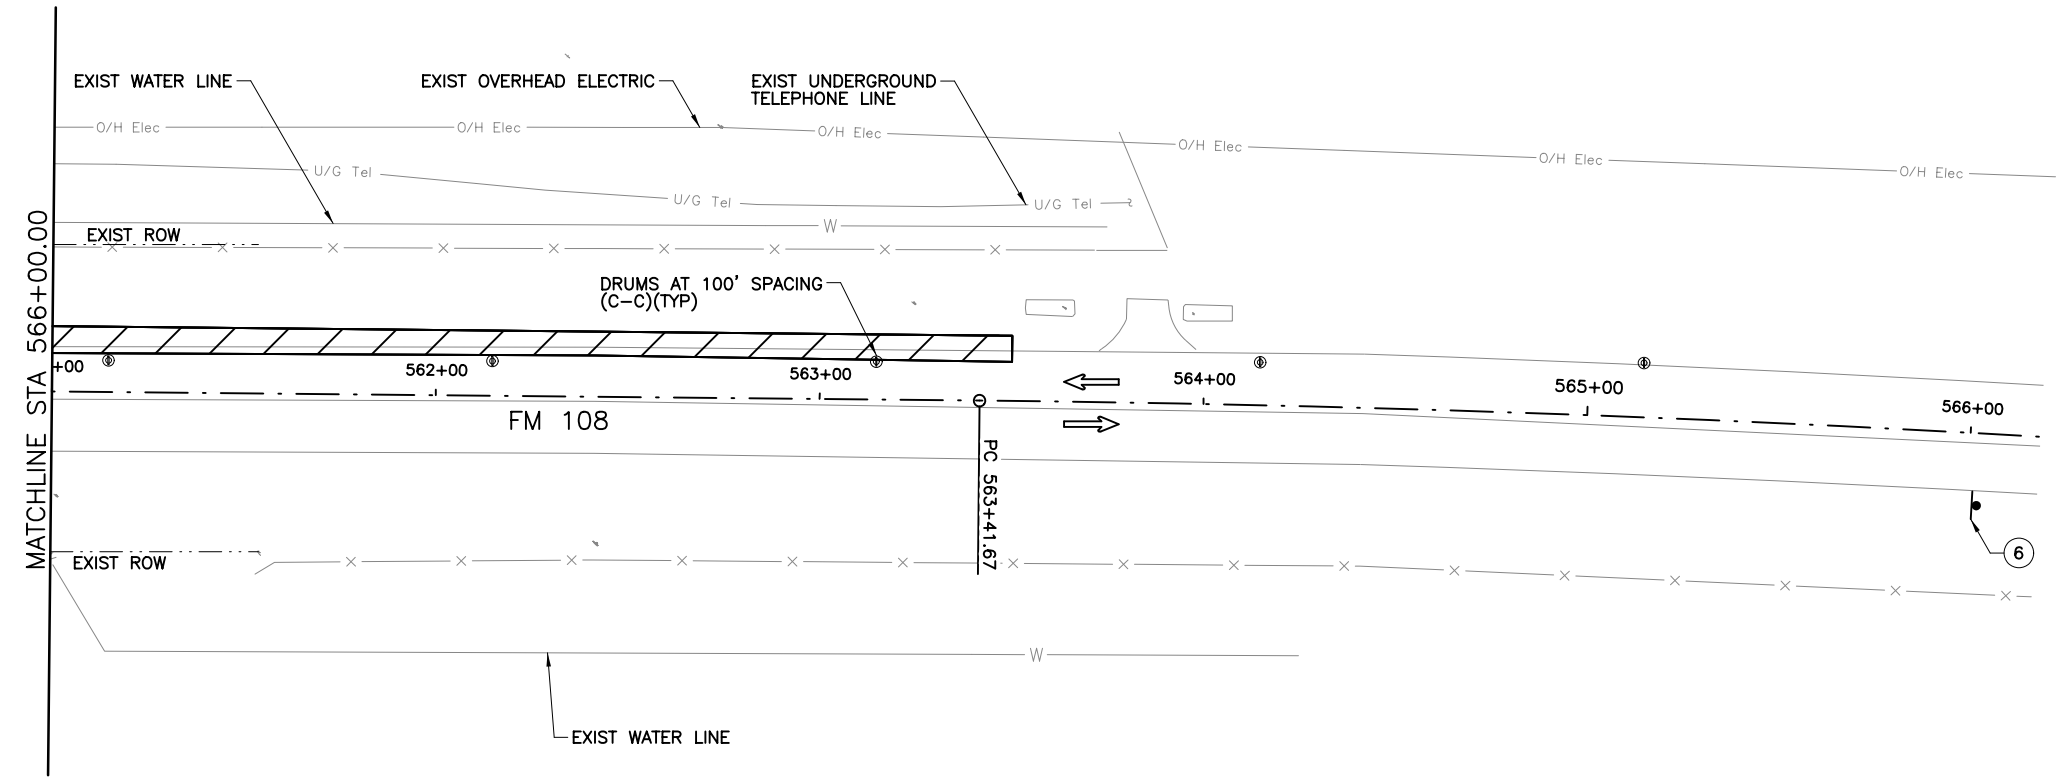 EXIST WATER LINE
EXIST OVERHEAD ELECTRIC
EXIST UNDERGROUND
TELEPHONE LINE
O/H Elec
O/H Elec
O/H Elec
O/H Elec
O/H Elec
O/H Elec
U/G Tel
U/G Tel
U/G Tel
W
EXIST ROW
MATCHLINE STA 566+00.00
DRUMS AT 100' SPACING
(C-C)(TYP)
+00
562+00
563+00
564+00
565+00
566+00
FM 108
PC 563+41.67
6
EXIST ROW
W
EXIST WATER LINE